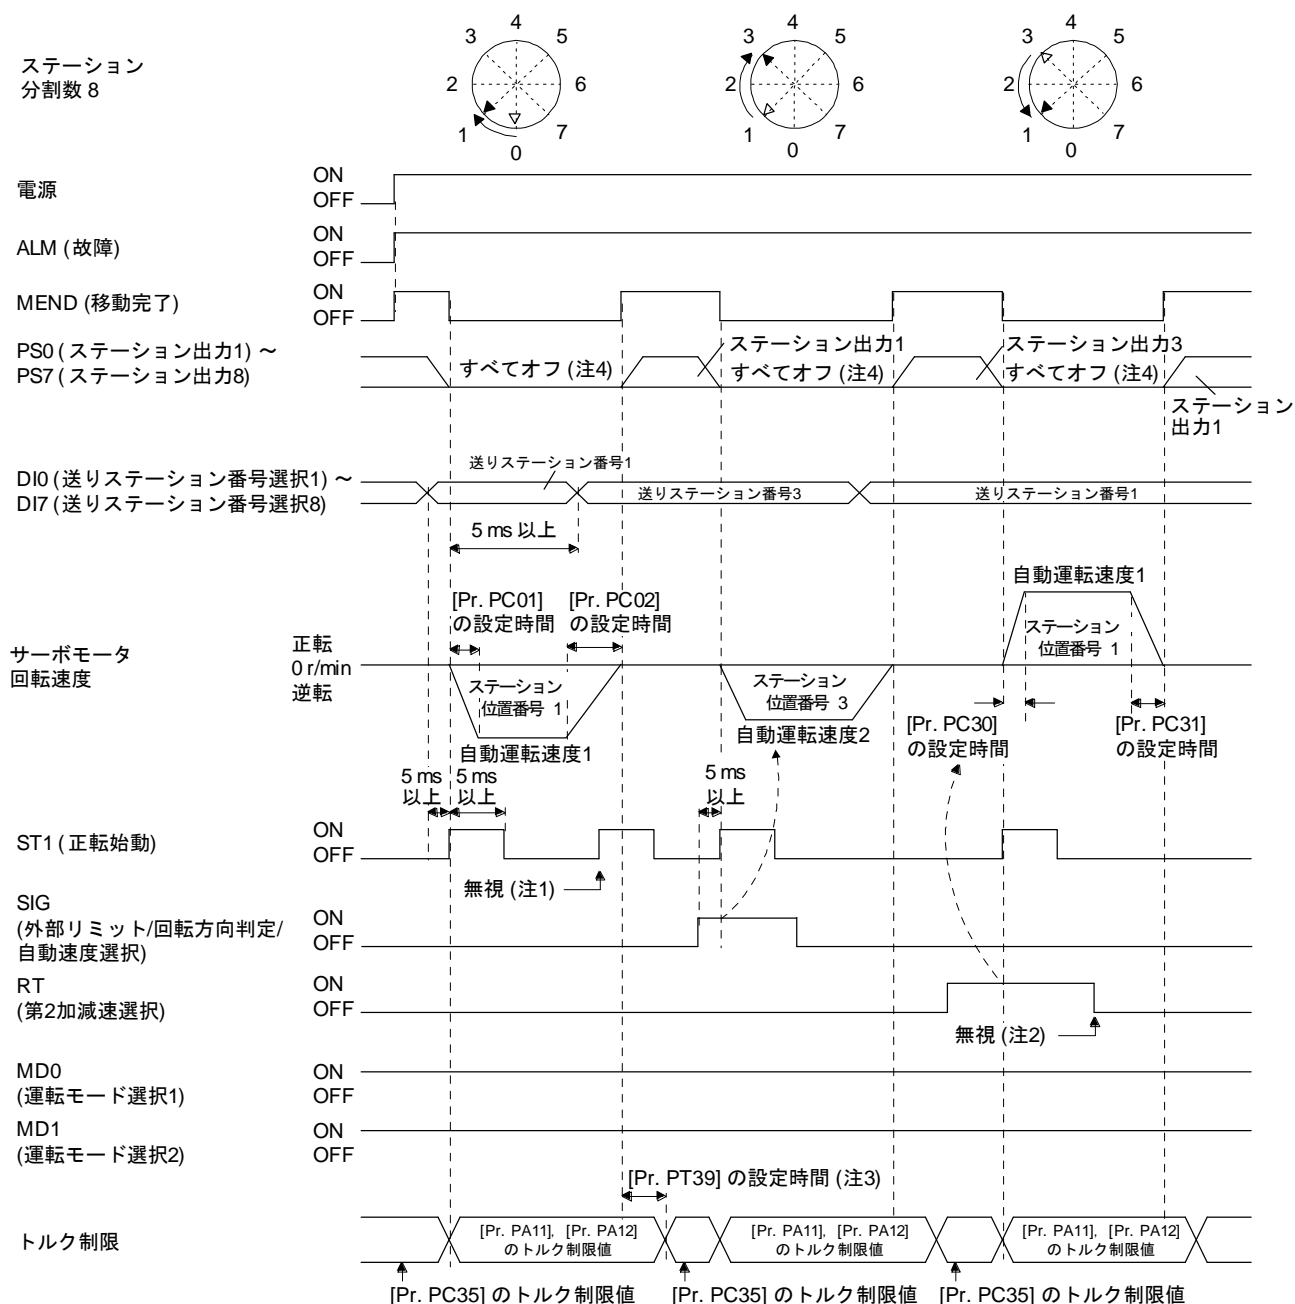 ステーション
分割数 8
4
3
5
2
6
1
7
0
4
3
5
2
6
1
7
0
4
3
5
2
6
1
7
0
電源
ON
OFF
ALM (故障)
ON
OFF
MEND (移動完了)
ON
OFF
PS0 (ステーション出力1) ～
PS7 (ステーション出力8)
すべてオフ (注4)
ステーション出力1
すべてオフ (注4)
ステーション出力3
すべてオフ (注4)
ステーション
出力1
DI0 (送りステーション番号選択1) ～
DI7 (送りステーション番号選択8)
送りステーション番号1
送りステーション番号3
送りステーション番号1
5 ms 以上
サーボモータ
回転速度
正転
0 r/min
逆転
[Pr. PC01]
の設定時間
[Pr. PC02]
の設定時間
ステーション
位置番号 1
自動運転速度1
ステーション
位置番号 3
自動運転速度2
自動運転速度1
ステーション
位置番号 1
[Pr. PC30]
の設定時間
[Pr. PC31]
の設定時間
5 ms
以上
5 ms
以上
5 ms
以上
ST1 (正転始動)
ON
OFF
無視 (注1)
SIG
(外部リミット/回転方向判定/
自動速度選択)
ON
OFF
RT
(第2加減速選択)
ON
OFF
無視 (注2)
MD0
(運転モード選択1)
ON
OFF
MD1
(運転モード選択2)
ON
OFF
[Pr. PT39] の設定時間 (注3)
トルク制限
[Pr. PA11], [Pr. PA12]
のトルク制限値
[Pr. PA11], [Pr. PA12]
のトルク制限値
[Pr. PA11], [Pr. PA12]
のトルク制限値
[Pr. PC35] のトルク制限値
[Pr. PC35] のトルク制限値
[Pr. PC35] のトルク制限値